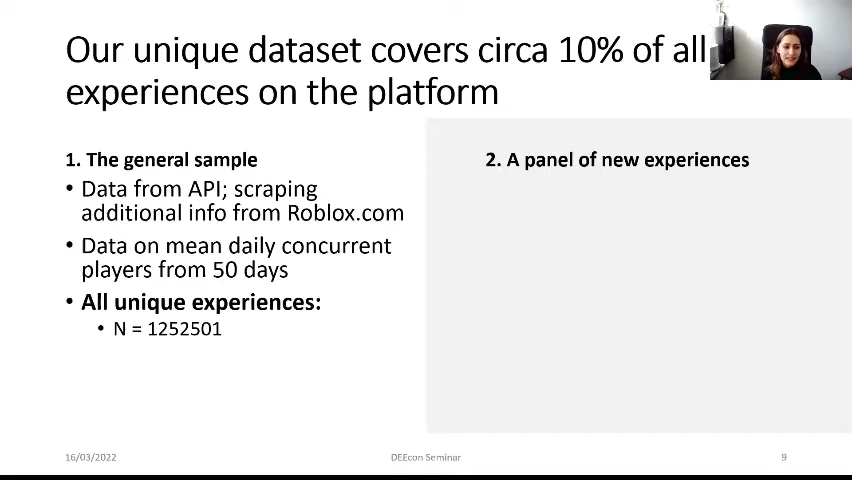 Our unique dataset covers circa 10% of all
experiences on the platform
1. The general sample
• Data from API; scraping
additional info from Roblox.com
• Data on mean daily concurrent
players from 50 days
• All unique experiences:
• N = 1252501
2. A panel of new experiences
16/03/2022
DEEcon Seminar
9